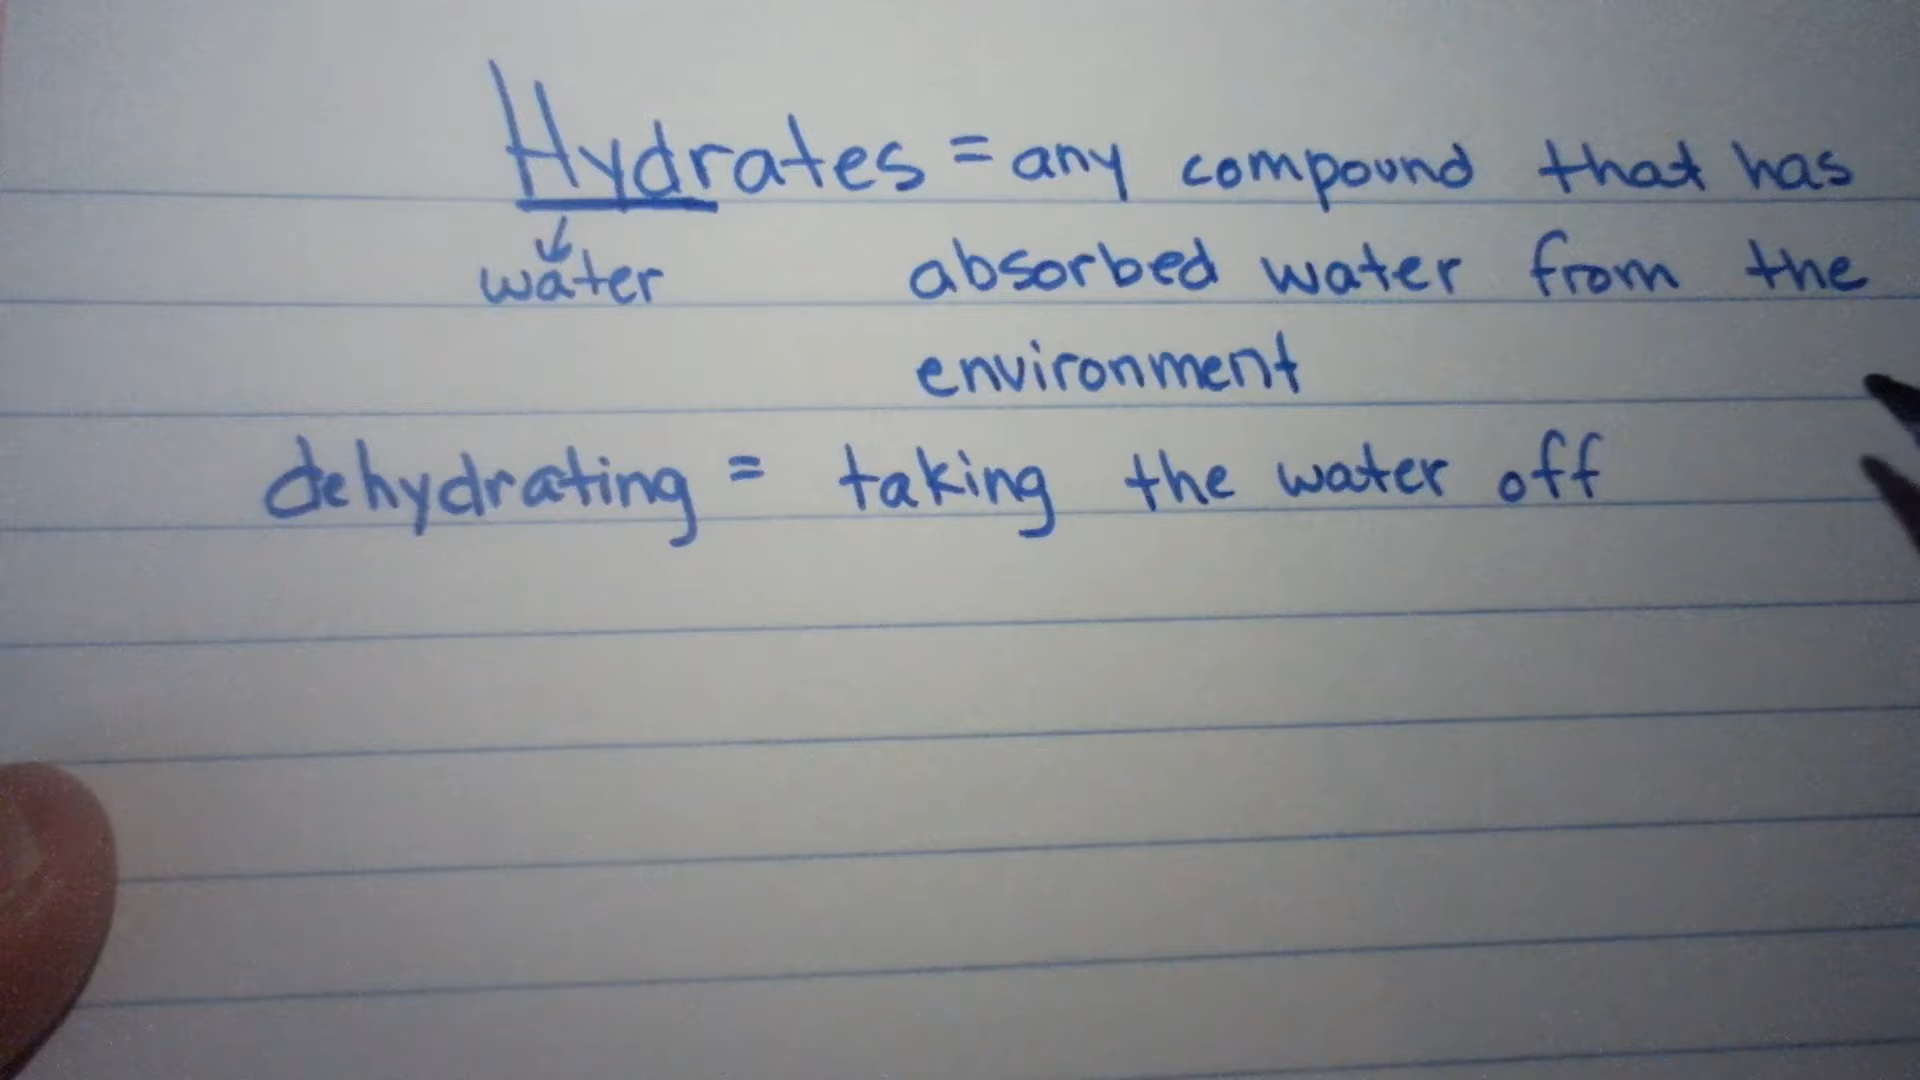 Hydrates = any compound that has
water absorbed water from the
environment
dehydrating = taking the water off